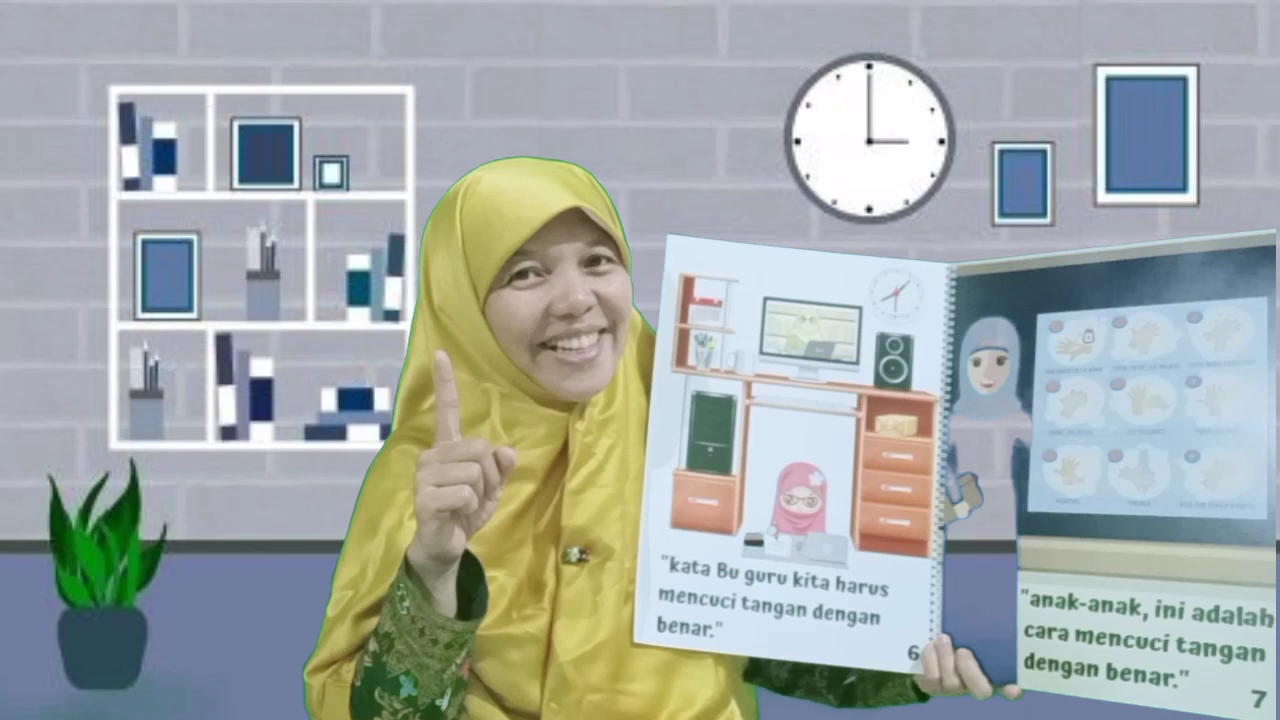 "kata Bu guru kita harus
mencuci tangan dengan
benar."
6
"anak-anak, ini adalah
cara mencuci tangan
dengan benar."
7